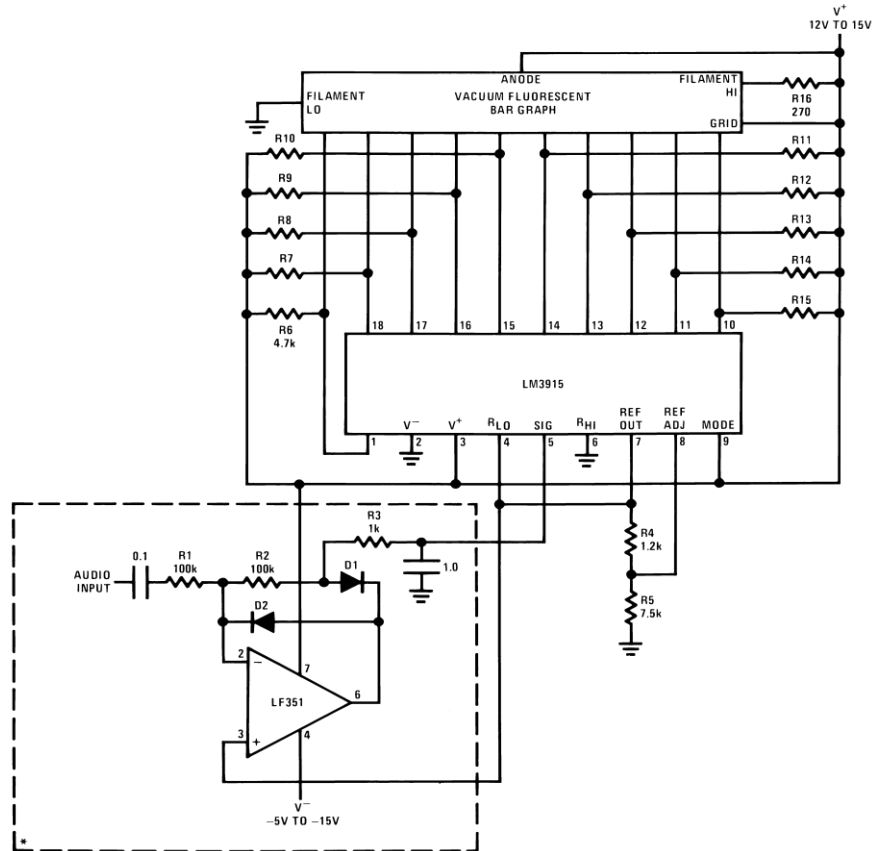 V+
12V TO 15V
ANODE
FILAMENT
LO
VACUUM FLUORESCENT
BAR GRAPH
FILAMENT
HI
GRID
R16
270
R10
R11
R9
R12
R8
R13
R7
R14
R6
4.7k
R15
18
17
16
15
14
13
12
11
10
LM3915
V−
V+
RLO
SIG
RHI
REF
OUT
REF
ADJ
MODE
1
2
3
4
5
6
7
8
9
R3
1k
R4
1.2k
0.1
R1
100k
R2
100k
D1
1.0
AUDIO
INPUT
D2
R5
7.5k
2
−
7
LF351
6
3
+
4
V−
−5V TO −15V
*